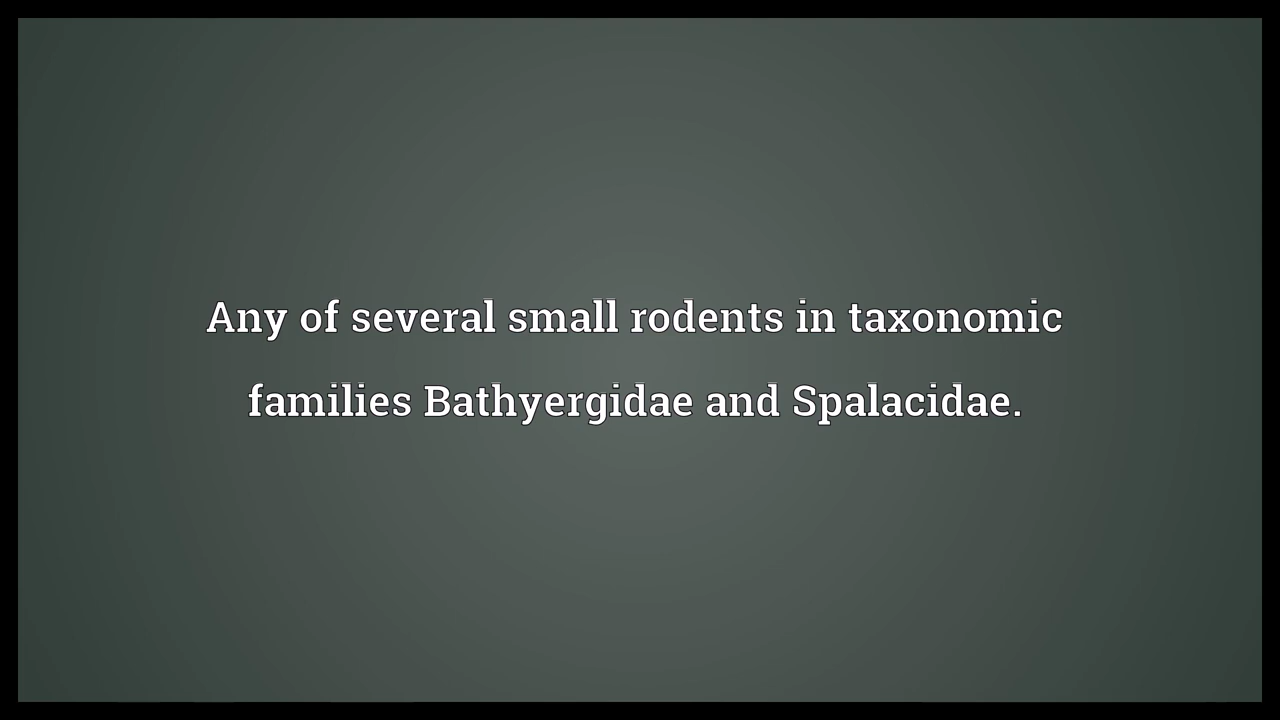 Any of several small rodents in taxonomic
families Bathyergidae and Spalacidae.